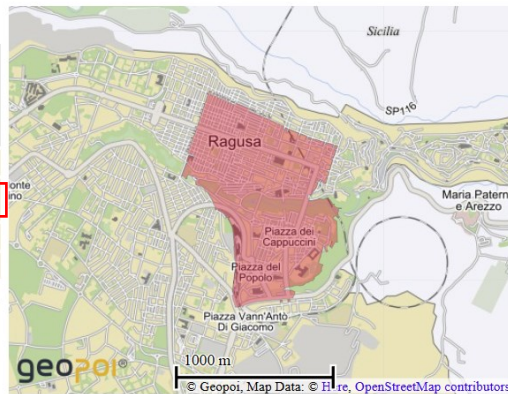 Sicilia
SP116
Ragusa
Maria Patern
e Arezzo
onte
no
Piazza dei
Cappuccini
Piazza del
Popolo
Piazza Vann'Antò
Di Giacomo
geopoi®
1000 m
© Geopoi, Map Data: © Here, OpenStreetMap contributors